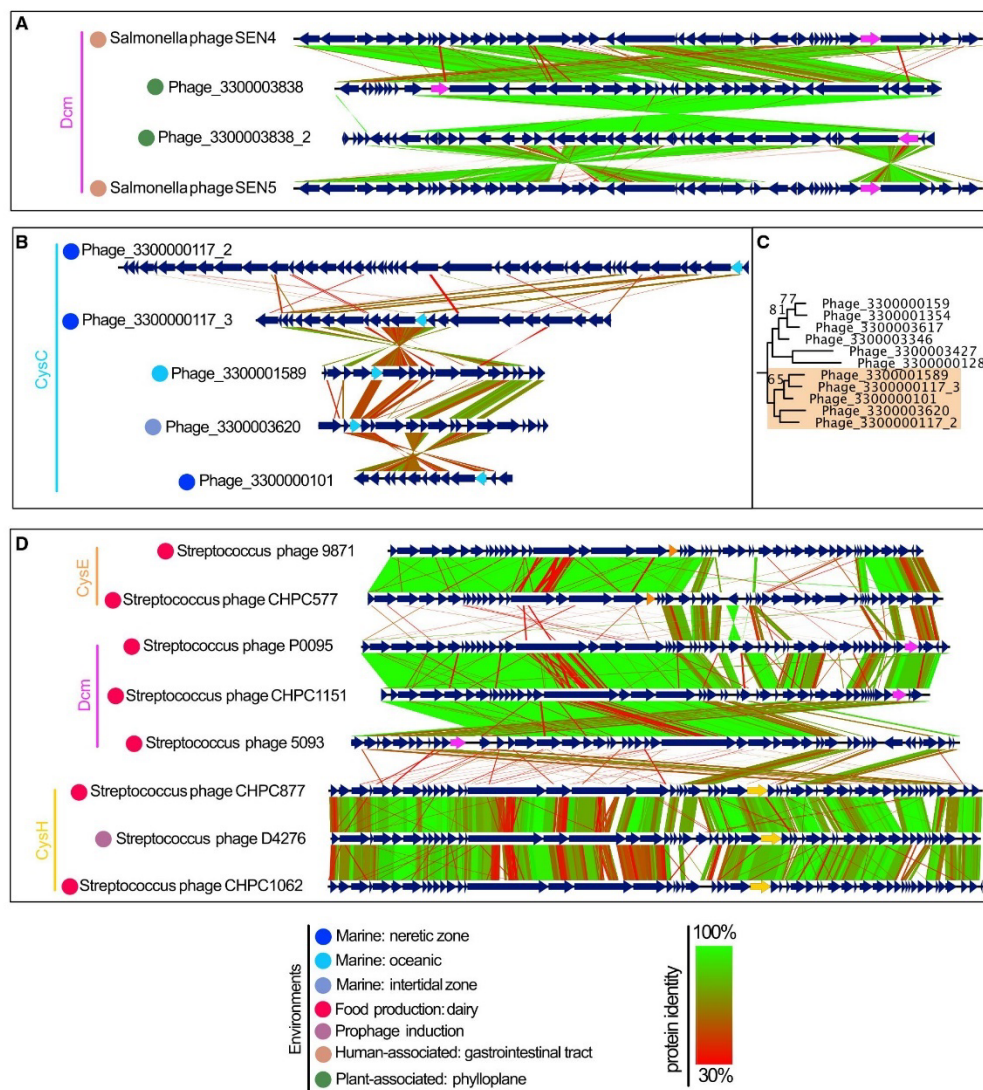 A
Dcm
Salmonella phage SEN4
Phage_3300003838
Phage_3300003838_2
Salmonella phage SEN5
B
CysC
Phage_3300000117_2
Phage_3300000117_3
Phage_3300001589
Phage_3300003620
Phage_3300000101
C
77
81
Phage_3300000159
Phage_3300001354
Phage_3300003617
Phage_3300003346
Phage_3300003427
Phage_3300000128
65
Phage_3300001589
Phage_3300000117_3
Phage_3300000101
Phage_3300003620
Phage_3300000117_2
D
CysE
Streptococcus phage 9871
Streptococcus phage CHPC577
Dcm
Streptococcus phage P0095
Streptococcus phage CHPC1151
Streptococcus phage 5093
CysH
Streptococcus phage CHPC877
Streptococcus phage D4276
Streptococcus phage CHPC1062
Environments
Marine: neretic zone
Marine: oceanic
Marine: intertidal zone
Food production: dairy
Prophage induction
Human-associated: gastrointestinal tract
Plant-associated: phylloplane
protein identity
100%
30%